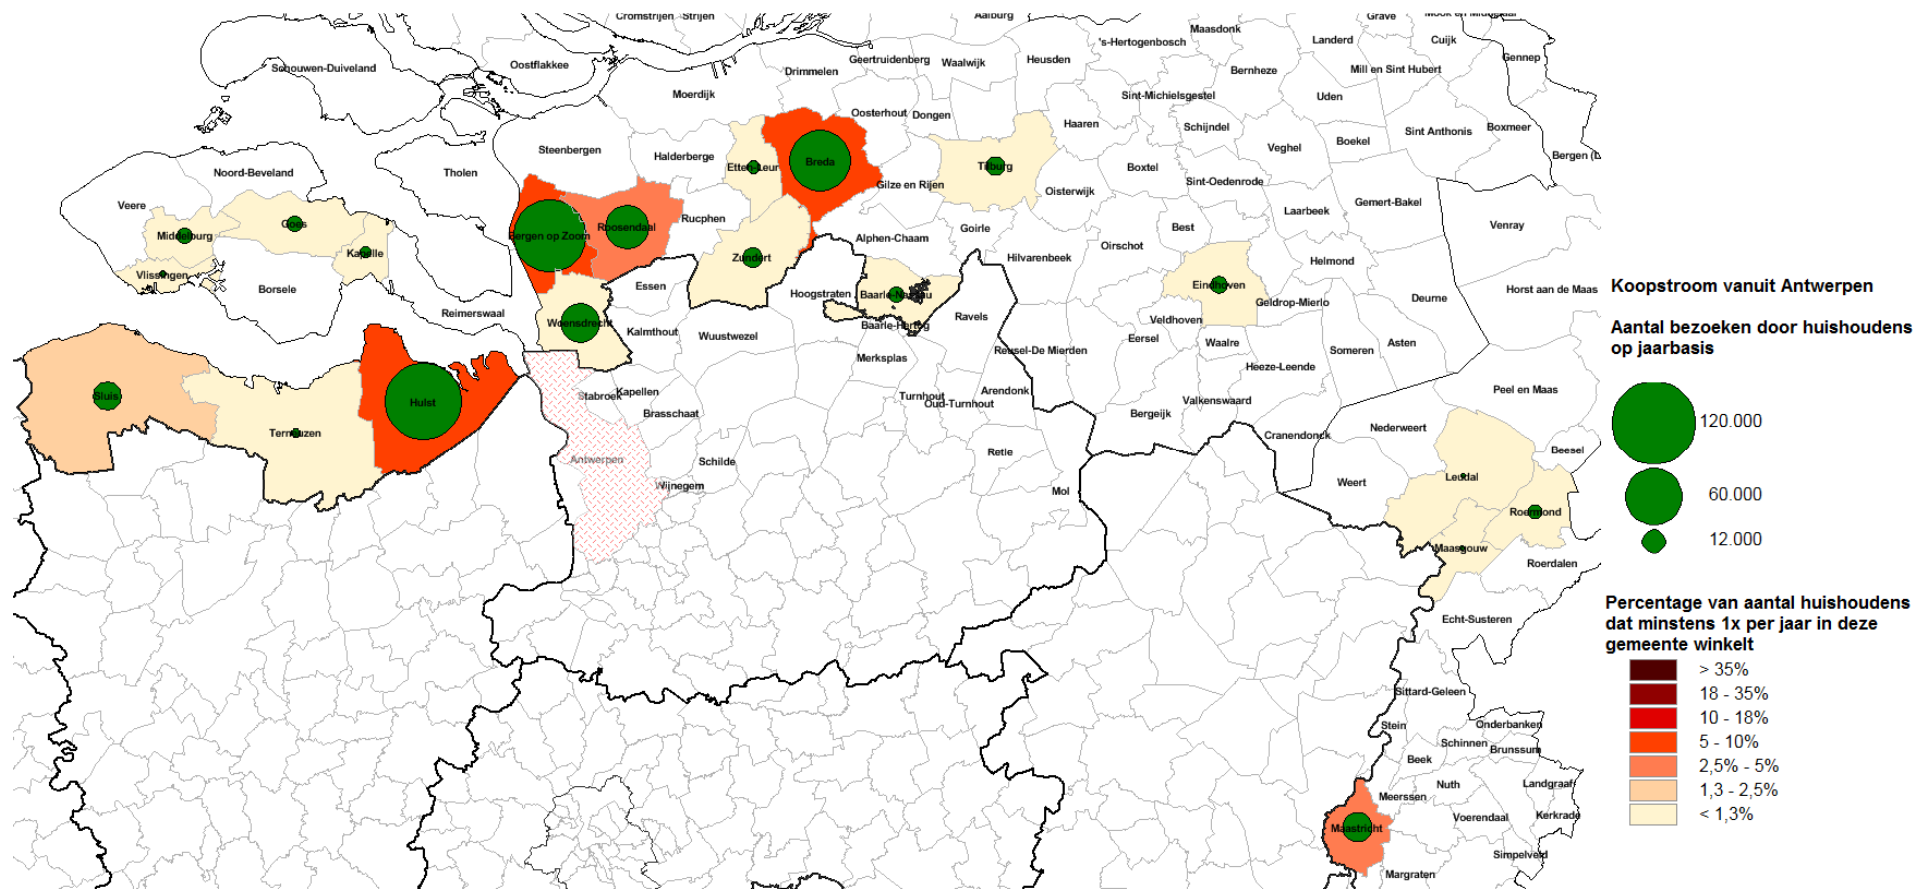 Cromstrijen
Strijen
Aalburg
Grave
Maasdonk
's-Hertogenbosch
Landerd
Cuijk
Schouwen-Duiveland
Oostflakkee
Geertruidenberg
Waalwijk
Heusden
Gennep
Drimmelen
Bernheze
Mill en Sint Hubert
Moerdijk
Sint-Michielsgestel
Uden
Oosterhout
Dongen
Haaren
Schijndel
Sint Anthonis
Boxmeer
Steenbergen
Halderberge
Veghel
Boekel
Bergen (L
Noord-Beveland
Tholen
Etten-Leur
Breda
Tilburg
Boxtel
Gilze en Rijen
Oisterwijk
Sint-Oedenrode
Veere
Rucphen
Laarbeek
Gemert-Bakel
Goes
Roosendaal
Goirle
Best
Venray
Middelburg
Bergen op Zoom
Alphen-Chaam
Oirschot
Kapelle
Zundert
Hilvarenbeek
Helmond
Vlissingen
Borsele
Essen
Hoogstraten
Baarle-Nassau
Eindhoven
Geldrop-Mierlo
Deurne
Horst aan de Maas
Reimerswaal
Woensdrecht
Kalmthout
Wuustwezel
Baarle-Hertog
Ravels
Veldhoven
Eersel
Waalre
Asten
Merksplas
Reusel-De Mierden
Someren
Heeze-Leende
Sluis
Hulst
Stabroek
Kapellen
Brasschaat
Turnhout
Oud-Turnhout
Arendonk
Bergeijk
Valkenswaard
Peel en Maas
Terneuzen
Cranendonck
Nederweert
Beesel
Antwerpen
Schilde
Wijnegem
Retie
Mol
Weert
Leudal
Roermond
Maasgouw
Roerdalen
Echt-Susteren
Sittard-Geleen
Stein
Onderbanken
Schinnen
Brunssum
Beek
Nuth
Landgraaf
Meerssen
Voerendaal
Kerkrade
Maastricht
Simpelveld
Margraten
Koopstroom vanuit Antwerpen
Aantal bezoeken door huishoudens
op jaarbasis
120.000
60.000
12.000
Percentage van aantal huishoudens
dat minstens 1x per jaar in deze
gemeente winkelt
> 35%
18 - 35%
10 - 18%
5 - 10%
2,5% - 5%
1,3 - 2,5%
< 1,3%